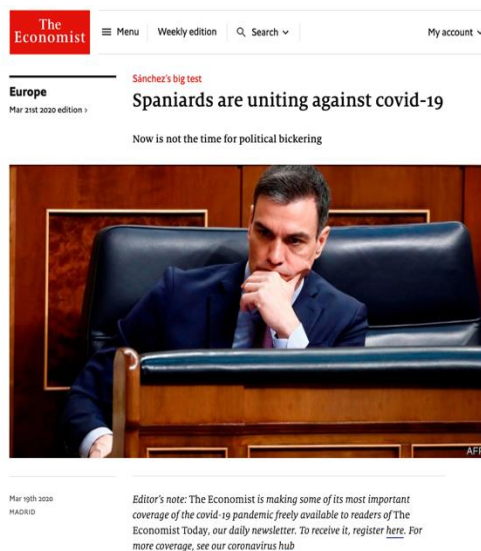 The
Economist
Menu
Weekly edition
Search
My account
Europe
Mar 21st 2020 edition ›
Sánchez's big test
Spaniards are uniting against covid-19
Now is not the time for political bickering
AFP
Mar 19th 2020
MADRID
Editor's note: The Economist is making some of its most important
coverage of the covid-19 pandemic freely available to readers of The
Economist Today, our daily newsletter. To receive it, register here. For
more coverage, see our coronavirus hub